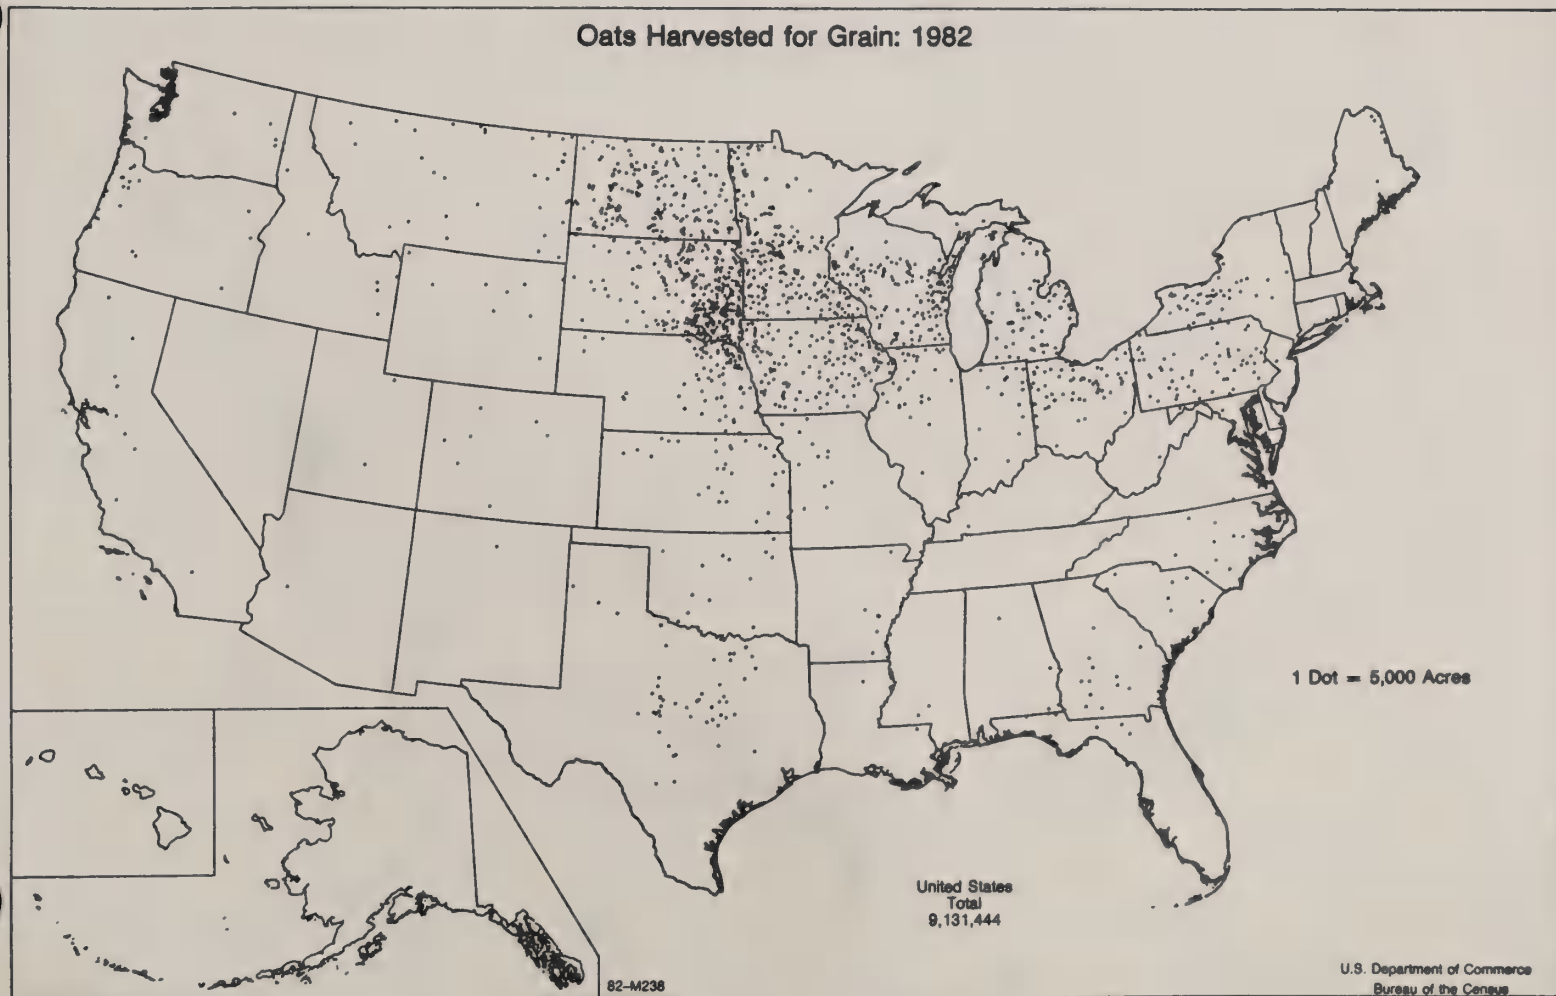 Oats Harvested for Grain: 1982
1 Dot = 5,000 Acres
United States
Total
9,131,444
82-M238
U.S. Department of Commerce
Bureau of the Census